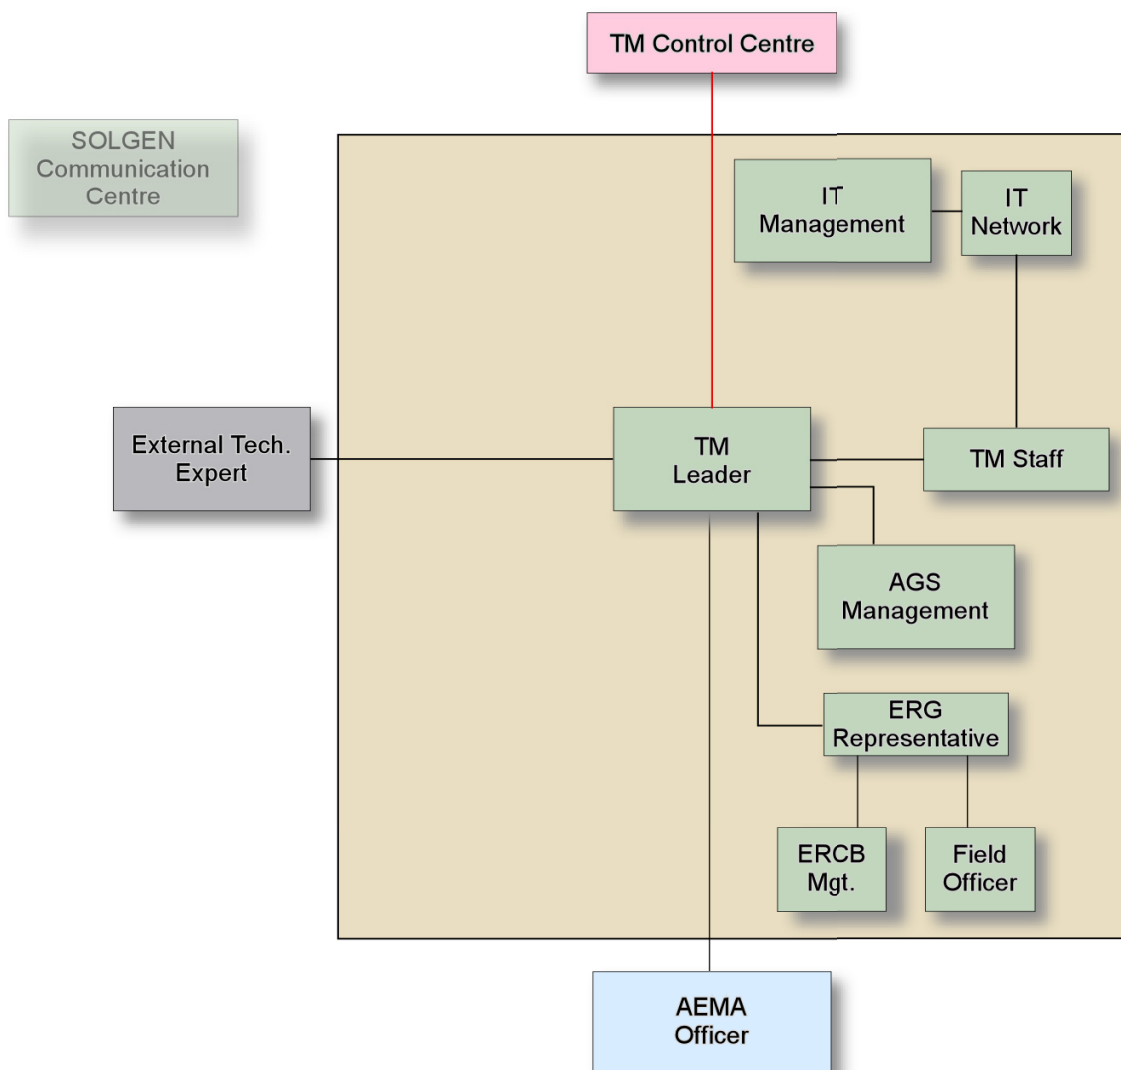 TM Control Centre
SOLGEN
Communication
Centre
IT
Management
IT
Network
External Tech.
Expert
TM
Leader
TM Staff
AGS
Management
ERG
Representative
ERCB
Mgt.
Field
Officer
AEMA
Officer